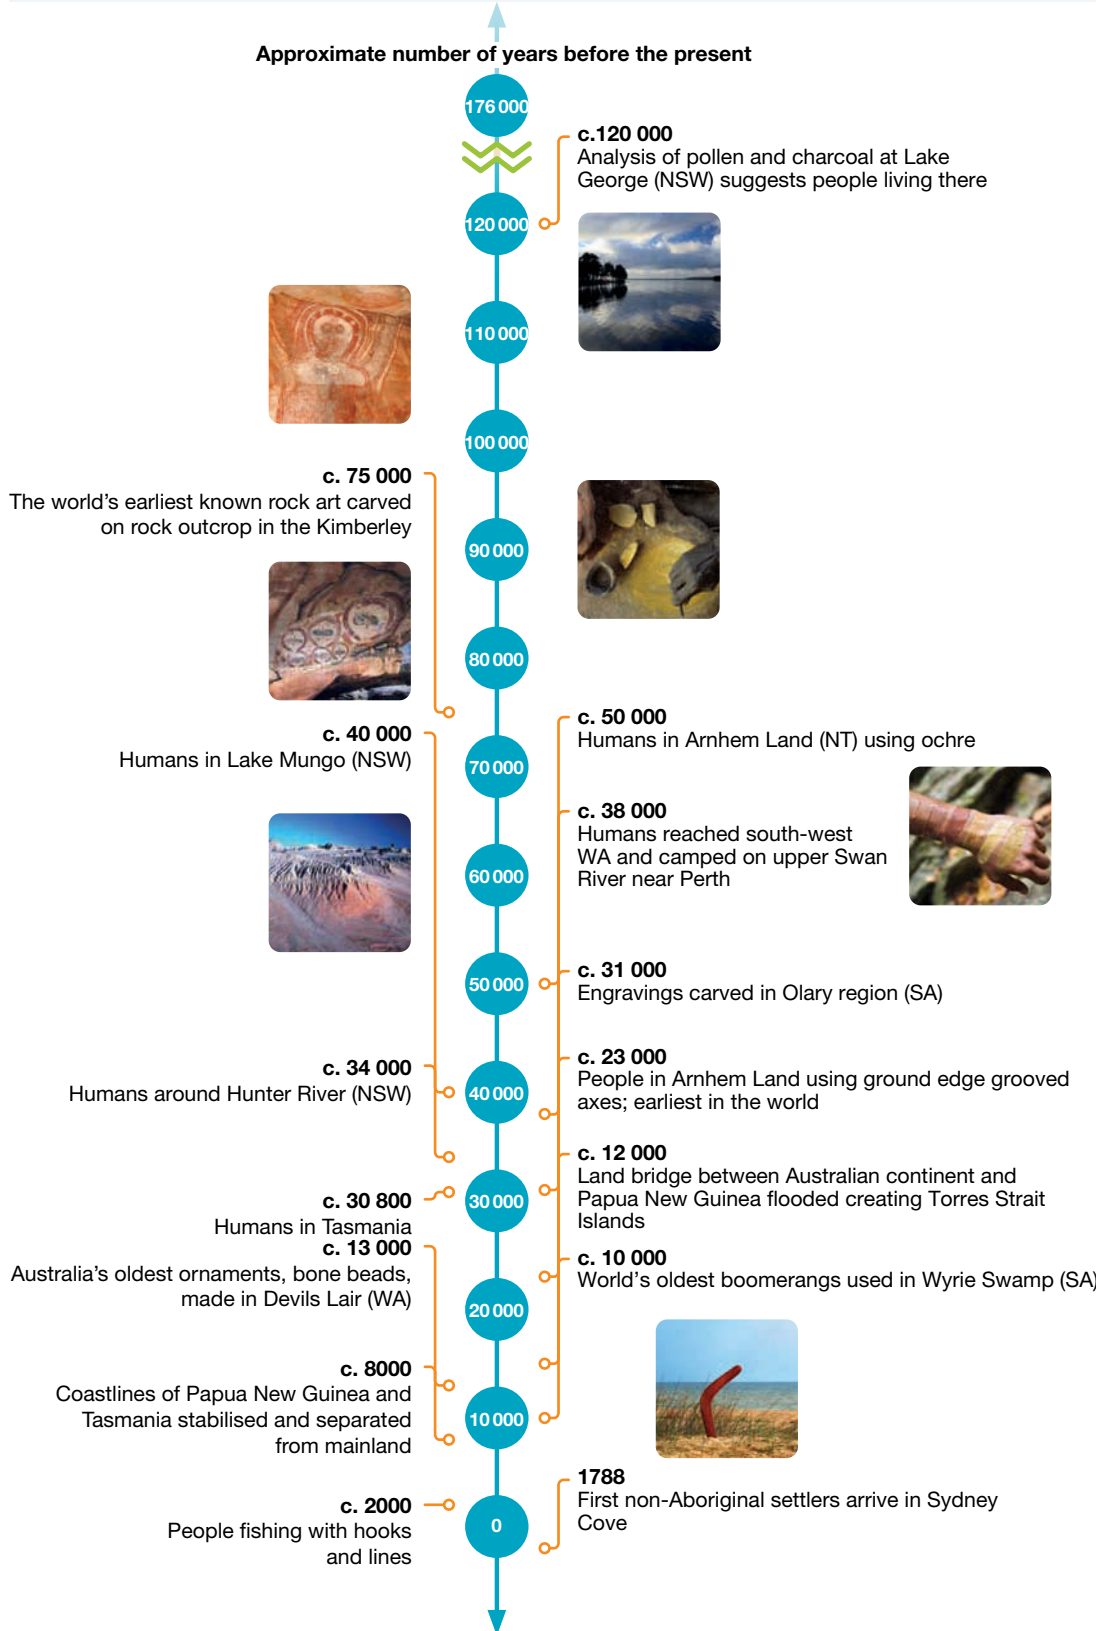 Approximate number of years before the present
176 000
c.120 000
Analysis of pollen and charcoal at Lake
George (NSW) suggests people living there
120 000
110 000
100 000
c. 75 000
The world's earliest known rock art carved
on rock outcrop in the Kimberley
90 000
80 000
c. 40 000
Humans in Lake Mungo (NSW)
c. 50 000
Humans in Arnhem Land (NT) using ochre
70 000
c. 38 000
Humans reached south-west
WA and camped on upper Swan
River near Perth
60 000
50 000
c. 31 000
Engravings carved in Olary region (SA)
c. 34 000
Humans around Hunter River (NSW)
40 000
c. 23 000
People in Arnhem Land using ground edge grooved
axes; earliest in the world
c. 12 000
Land bridge between Australian continent and
Papua New Guinea flooded creating Torres Strait
Islands
30 000
c. 30 800
Humans in Tasmania
c. 13 000
Australia's oldest ornaments, bone beads,
made in Devils Lair (WA)
c. 10 000
World's oldest boomerangs used in Wyrie Swamp (SA)
20 000
c. 8000
Coastlines of Papua New Guinea and
Tasmania stabilised and separated
from mainland
10 000
1788
First non-Aboriginal settlers arrive in Sydney
Cove
c. 2000
People fishing with hooks
and lines
0